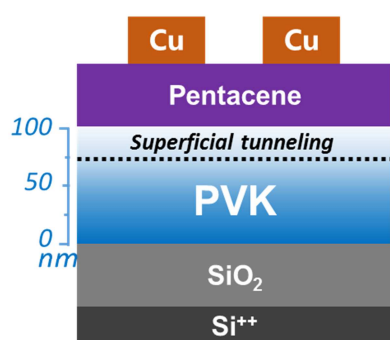 Cu Cu
Pentacene
100
Superficial tunneling
50
PVK
0
nm
SiO₂
Si⁺⁺